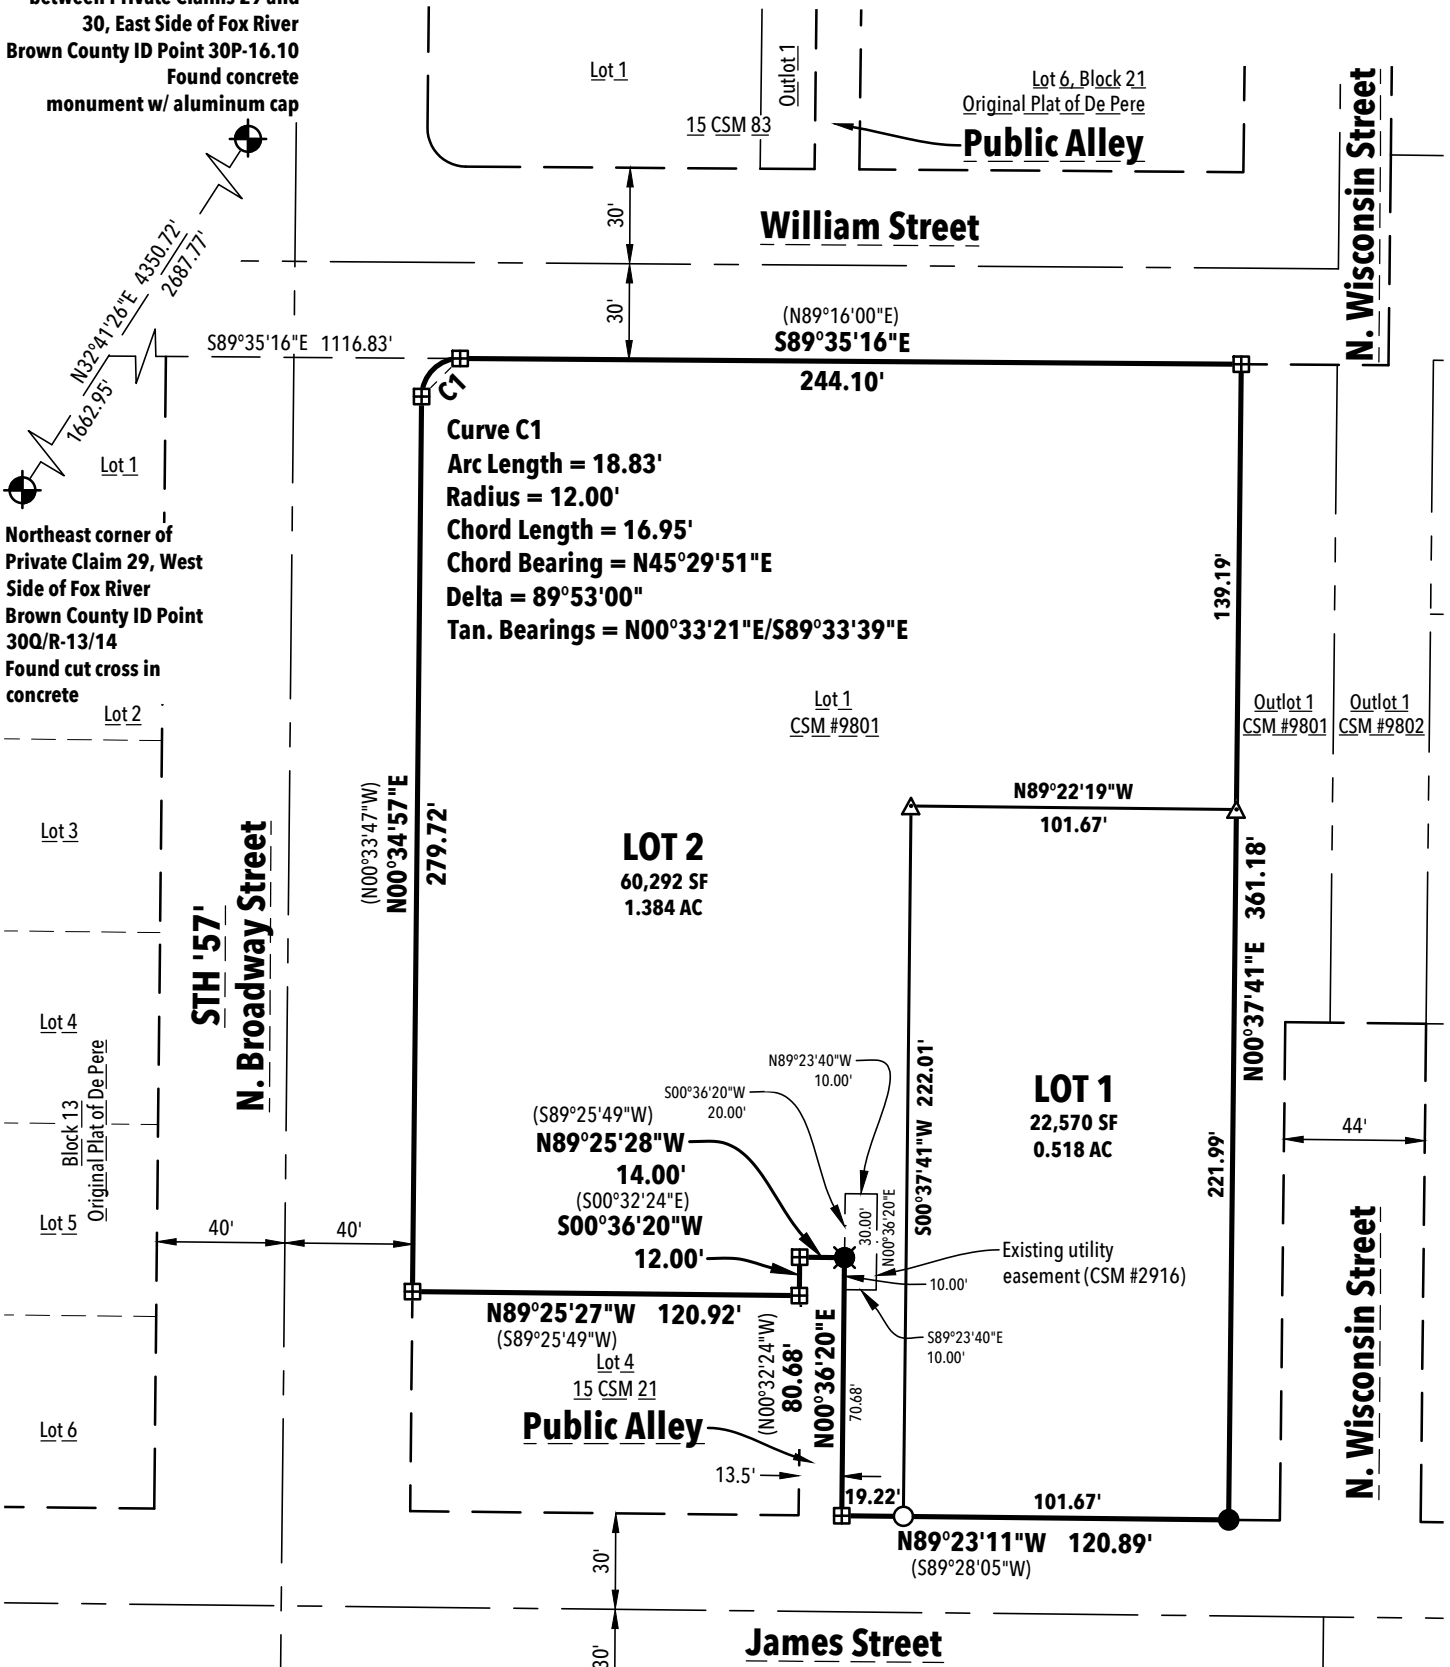 between Private Claims 29 and
30, East Side of Fox River
Brown County ID Point 30P-16.10
Found concrete
monument w/ aluminum cap
Lot 1
Outlot 1
15 CSM 83
Lot 6, Block 21
Original Plat of De Pere
Public Alley
N. Wisconsin Street
30'
William Street
30'
N32°41'26"E 4350.72'
2687.77'
1662.95'
S89°35'16"E 1116.83'
(N89°16'00"E)
S89°35'16"E
244.10'
C1
Curve C1
Arc Length = 18.83'
Radius = 12.00'
Chord Length = 16.95'
Chord Bearing = N45°29'51"E
Delta = 89°53'00"
Tan. Bearings = N00°33'21"E/S89°33'39"E
Lot 1
Northeast corner of
Private Claim 29, West
Side of Fox River
Brown County ID Point
30Q/R-13/14
Found cut cross in
concrete
139.19'
Lot 1
CSM #9801
Outlot 1
CSM #9801
Outlot 1
CSM #9802
Lot 2
Lot 3
Lot 4
Block 13
Original Plat of De Pere
Lot 5
Lot 6
STH '57'
N. Broadway Street
(N00°33'47"W)
N00°34'57"E
279.72'
LOT 2
60,292 SF
1.384 AC
N89°22'19"W
101.67'
N00°37'41"E 361.18'
221.99'
S00°37'41"W 222.01'
LOT 1
22,570 SF
0.518 AC
N89°23'40"W
10.00'
S00°36'20"W
20.00'
(S89°25'49"W)
N89°25'28"W
14.00'
(S00°32'24"E)
S00°36'20"W
12.00'
30.00'
N00°36'20"E
Existing utility
easement (CSM #2916)
10.00'
S89°23'40"E
10.00'
44'
40'
40'
N89°25'27"W 120.92'
(S89°25'49"W)
Lot 4
15 CSM 21
Public Alley
(N00°32'24"W)
80.68'
N00°36'20"E
70.68'
13.5'
19.22'
101.67'
N89°23'11"W 120.89'
(S89°28'05"W)
N. Wisconsin Street
30'
James Street
30'